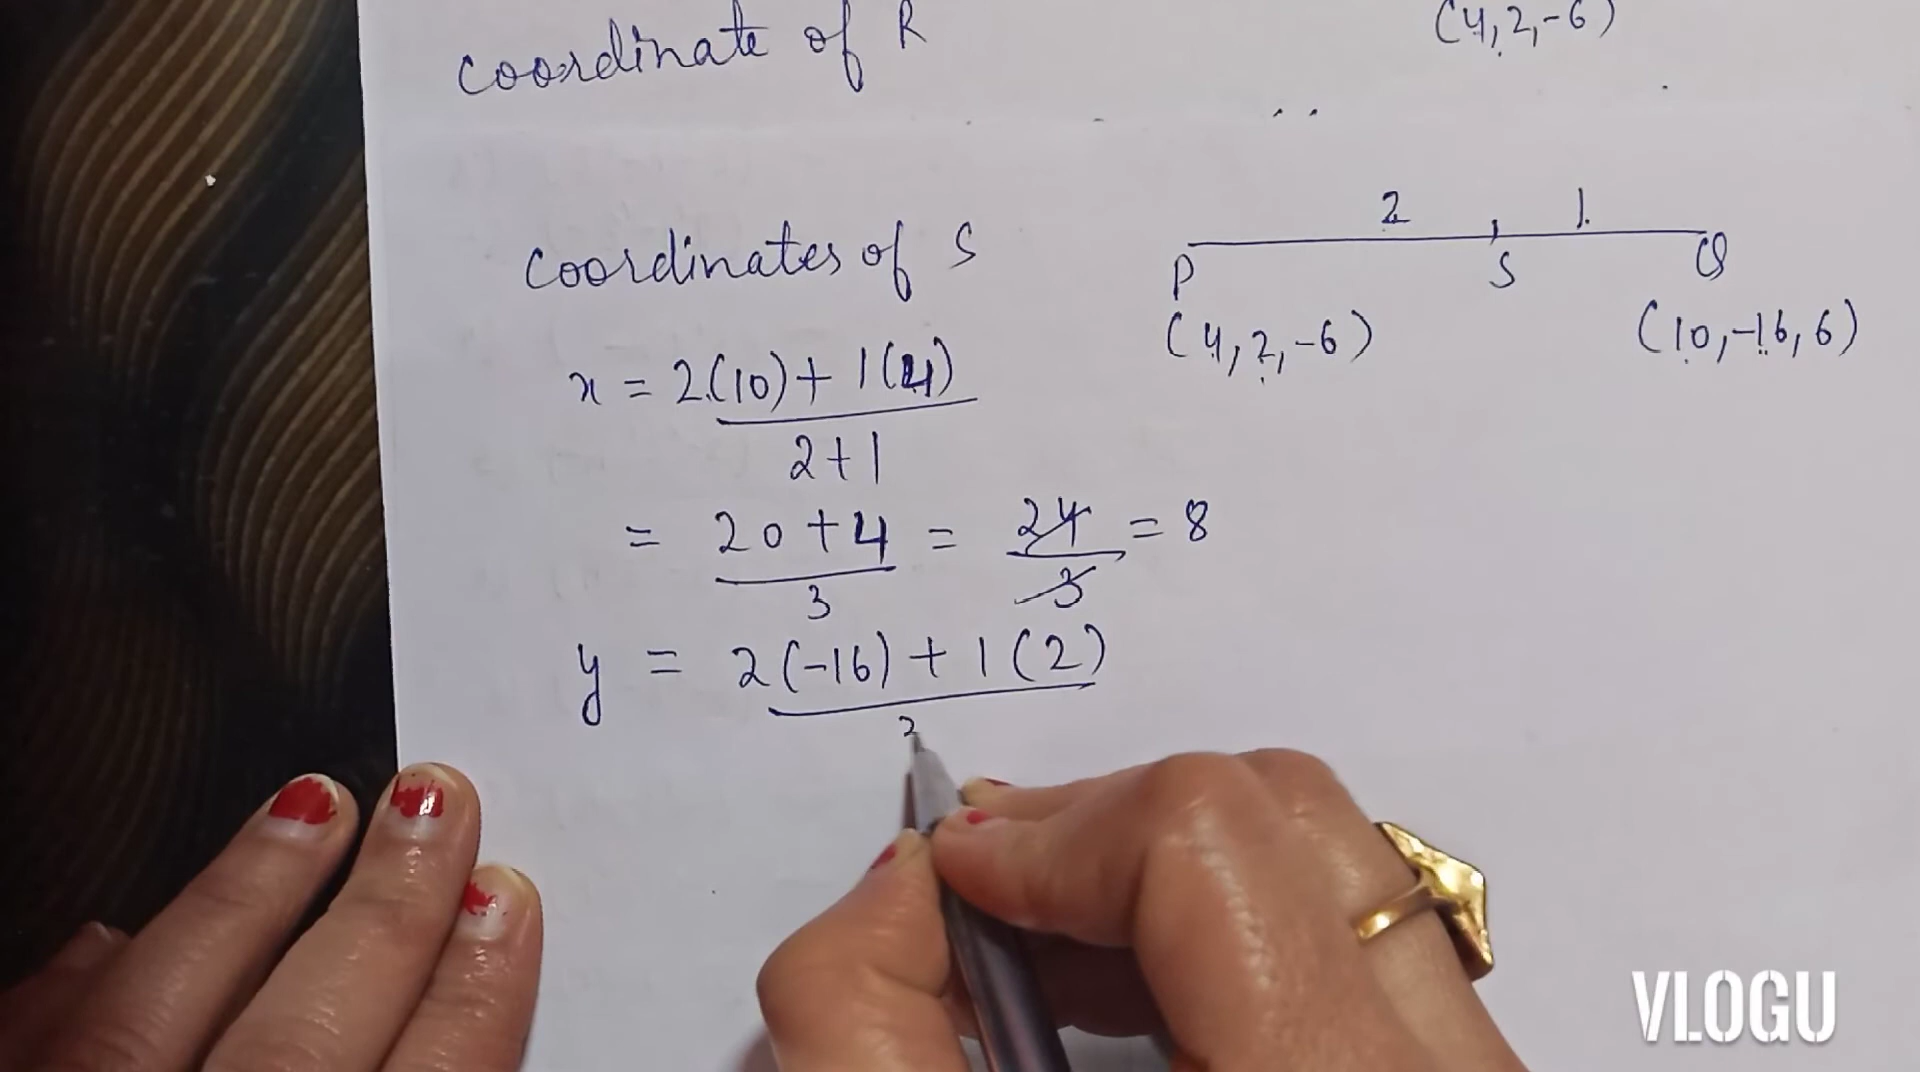 (4,2,-6)
coordinate of R
2 1
coordinates of S
P S Q
(4,2,-6) (10,-16,6)
x = 2(10)+ 1(4)
2+1
= 20+4 = 24 = 8
3 3
y = 2(-16)+1(2)
2
VLOGU